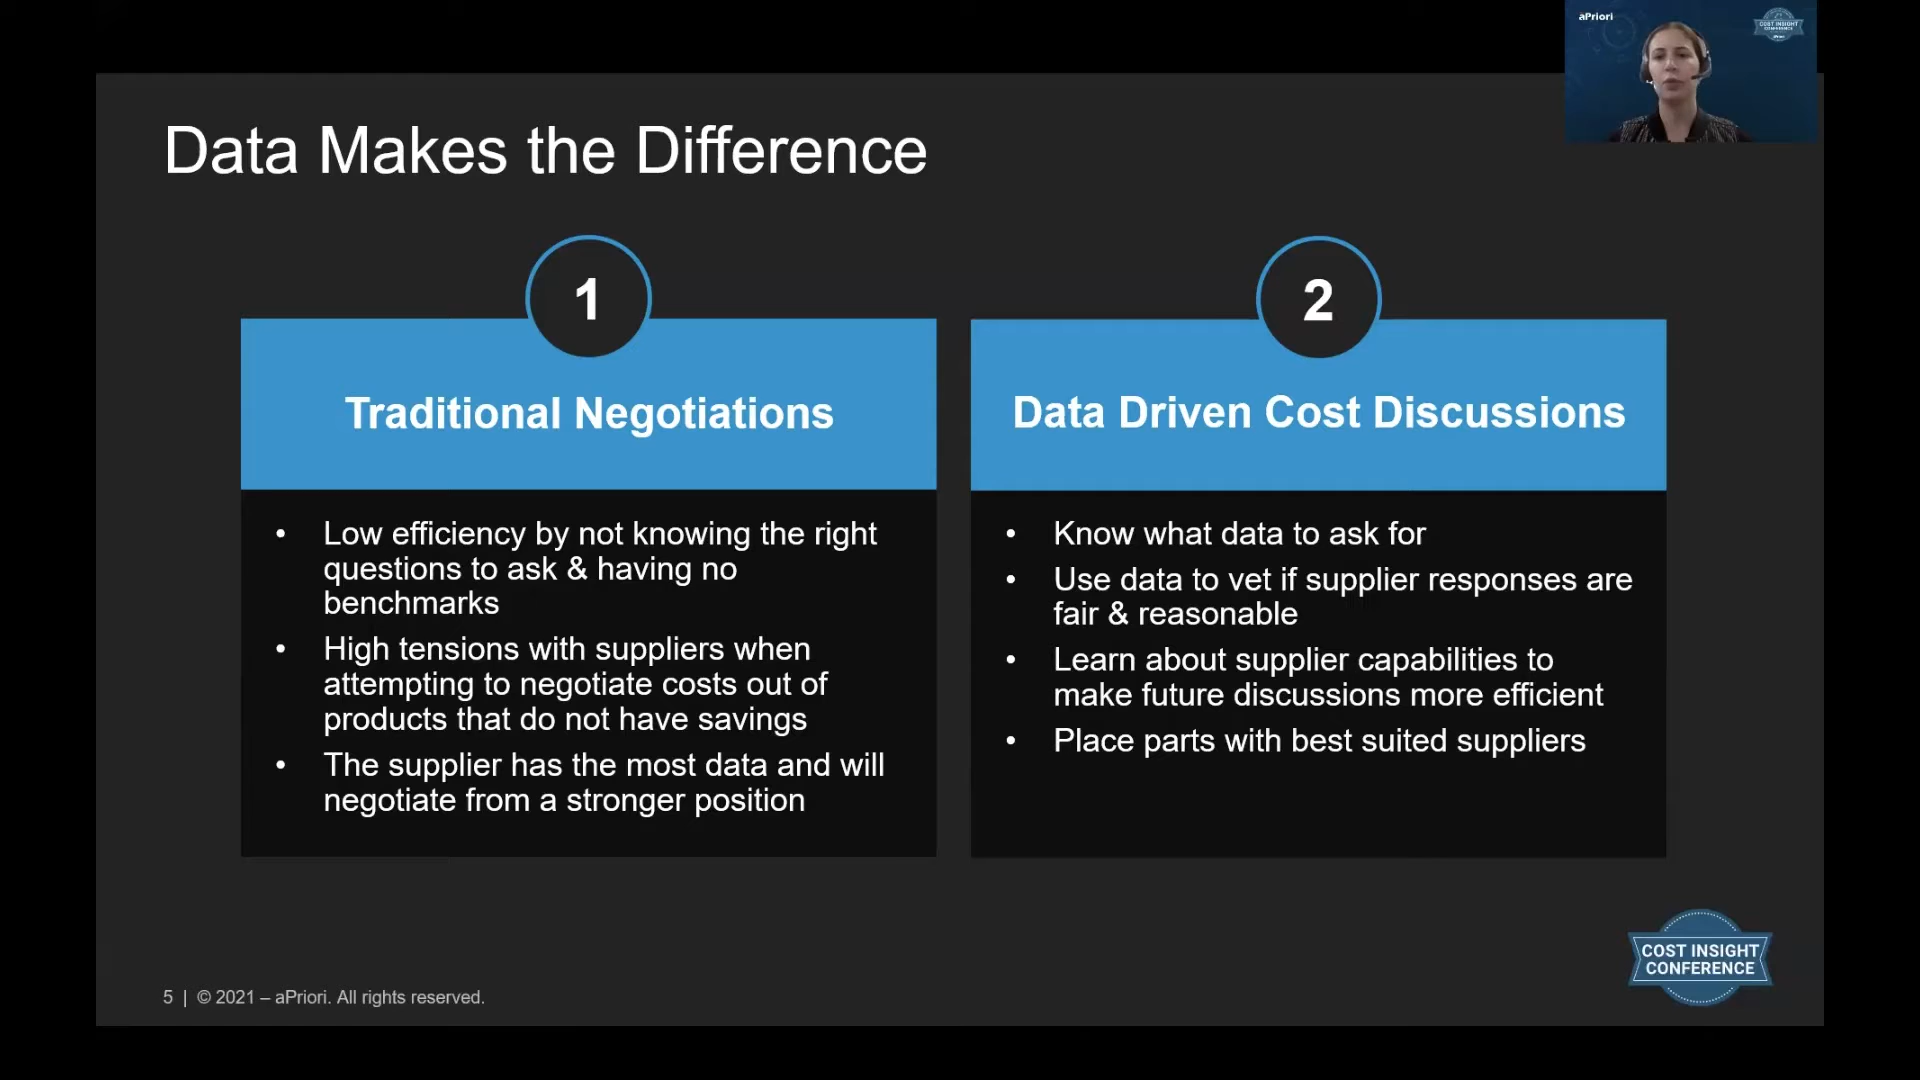 aPriori
COST INSIGHT
CONFERENCE
Data Makes the Difference
1
Traditional Negotiations
• Low efficiency by not knowing the right
questions to ask & having no
benchmarks
• High tensions with suppliers when
attempting to negotiate costs out of
products that do not have savings
• The supplier has the most data and will
negotiate from a stronger position
2
Data Driven Cost Discussions
• Know what data to ask for
• Use data to vet if supplier responses are
fair & reasonable
• Learn about supplier capabilities to
make future discussions more efficient
• Place parts with best suited suppliers
COST INSIGHT
CONFERENCE
5 | © 2021 – aPriori. All rights reserved.